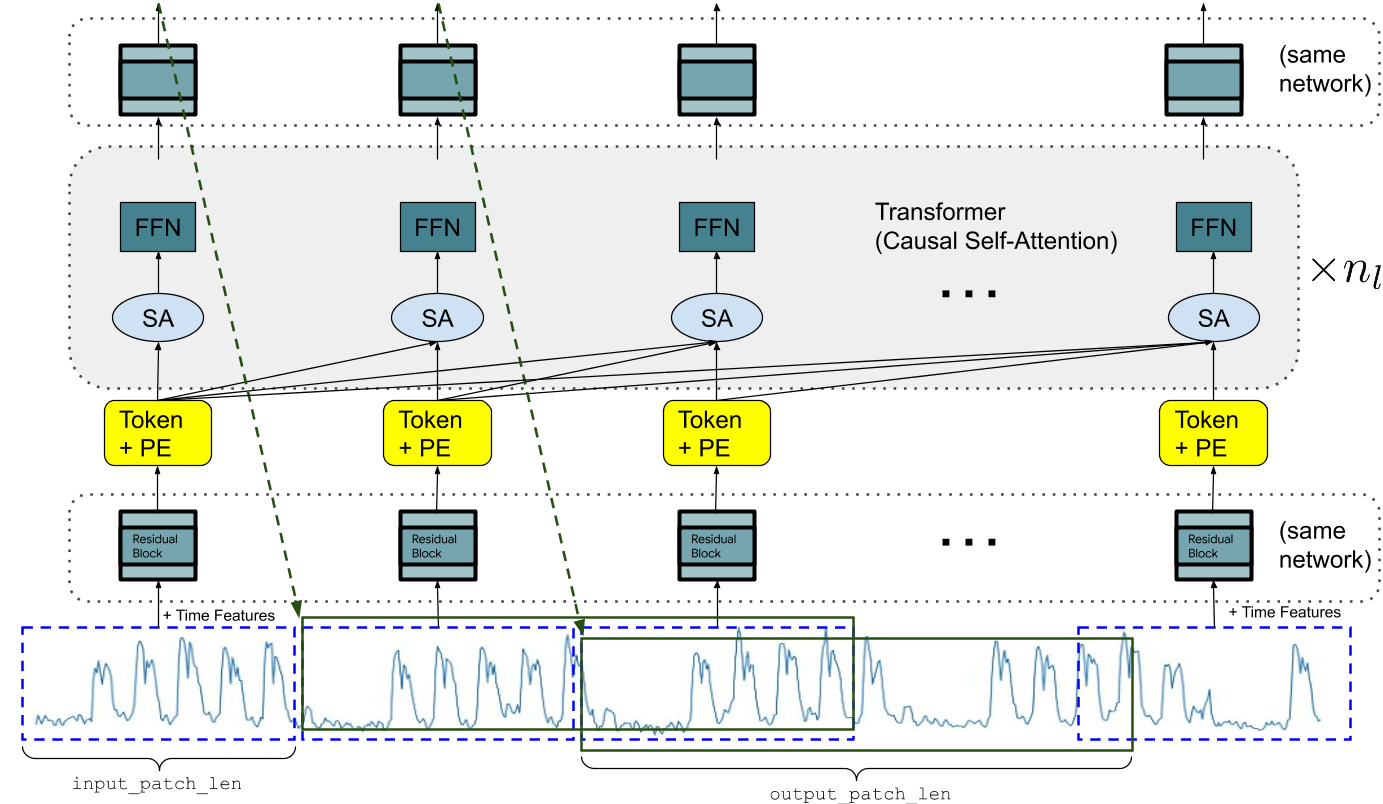 (same
network)
Transformer
(Causal Self-Attention)
FFN
FFN
FFN
FFN
× n_l
SA
SA
SA
SA
Token
+ PE
Token
+ PE
Token
+ PE
Token
+ PE
Residual
Block
Residual
Block
Residual
Block
Residual
Block
(same
network)
+ Time Features
+ Time Features
input_patch_len
output_patch_len